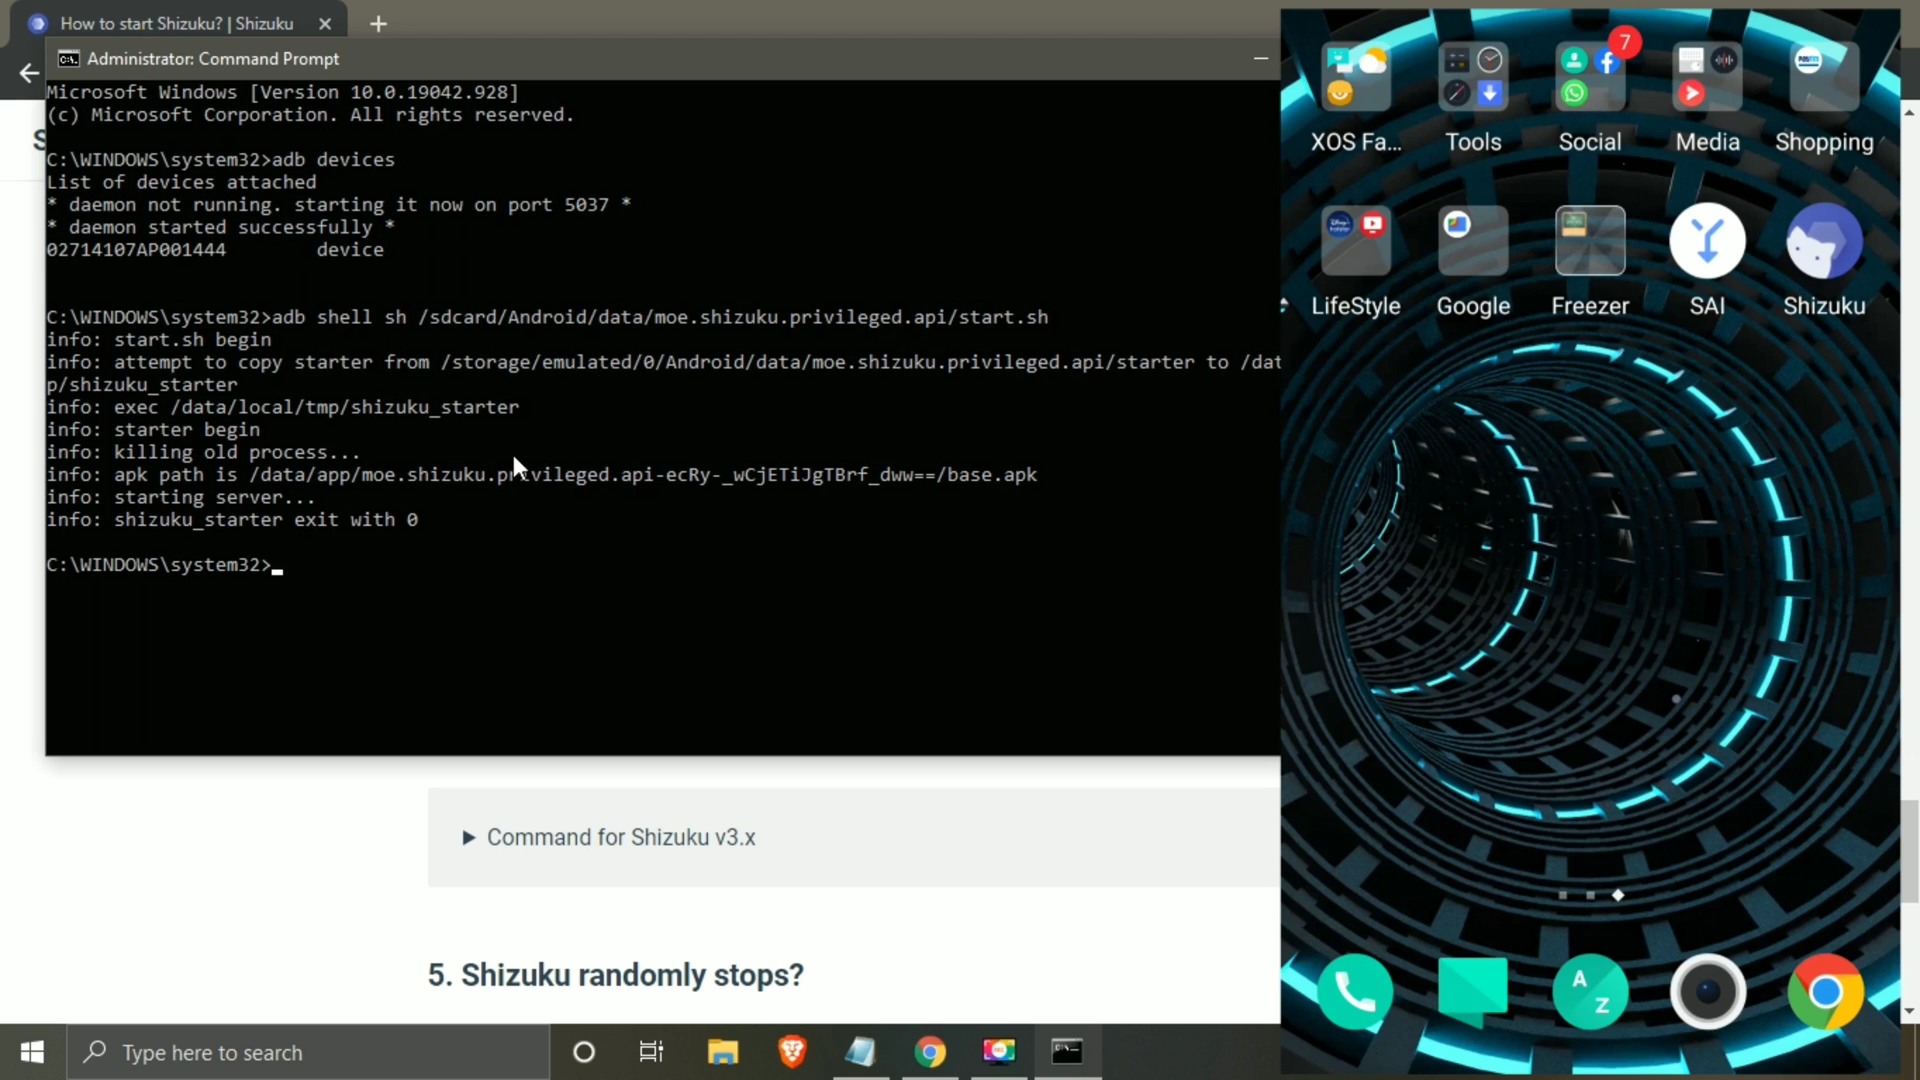 How to start Shizuku? | Shizuku
Administrator: Command Prompt
Microsoft Windows [Version 10.0.19042.928]
(c) Microsoft Corporation. All rights reserved.
C:\WINDOWS\system32>adb devices
List of devices attached
* daemon not running. starting it now on port 5037 *
* daemon started successfully *
02714107AP001444 device
C:\WINDOWS\system32>adb shell sh /sdcard/Android/data/moe.shizuku.privileged.api/start.sh
info: start.sh begin
info: attempt to copy starter from /storage/emulated/0/Android/data/moe.shizuku.privileged.api/starter to /dat
p/shizuku_starter
info: exec /data/local/tmp/shizuku_starter
info: starter begin
info: killing old process...
info: apk path is /data/app/moe.shizuku.privileged.api-ecRy-_wCjETiJgTBrf_dww==/base.apk
info: starting server...
info: shizuku_starter exit with 0
C:\WINDOWS\system32>
S
Command for Shizuku v3.x
5. Shizuku randomly stops?
Type here to search
7
XOS Fa... Tools Social Media Shopping
LifeStyle Google Freezer SAI Shizuku
A
Z